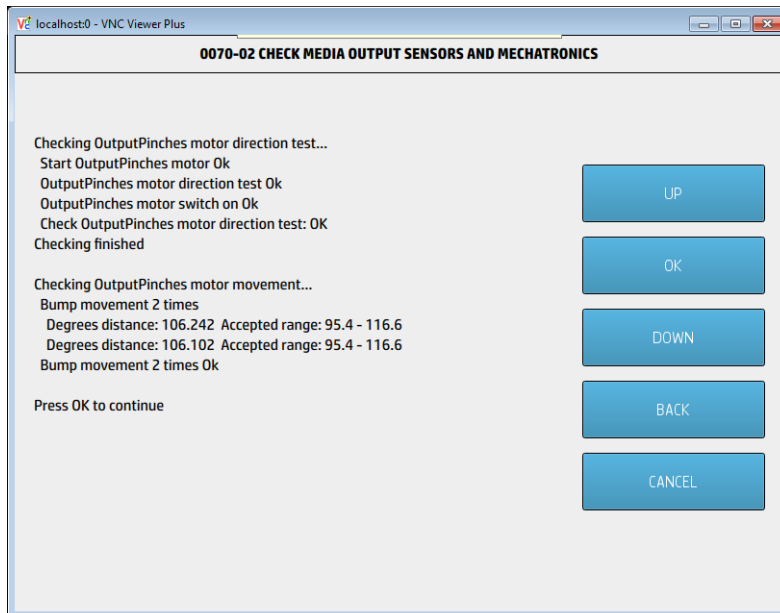 localhost:0 - VNC Viewer Plus
0070-02 CHECK MEDIA OUTPUT SENSORS AND MECHATRONICS
Checking OutputPinches motor direction test...
Start OutputPinches motor Ok
OutputPinches motor direction test Ok
OutputPinches motor switch on Ok
Check OutputPinches motor direction test: OK
Checking finished
Checking OutputPinches motor movement...
Bump movement 2 times
Degrees distance: 106.242 Accepted range: 95.4 - 116.6
Degrees distance: 106.102 Accepted range: 95.4 - 116.6
Bump movement 2 times Ok
Press OK to continue
UP
OK
DOWN
BACK
CANCEL